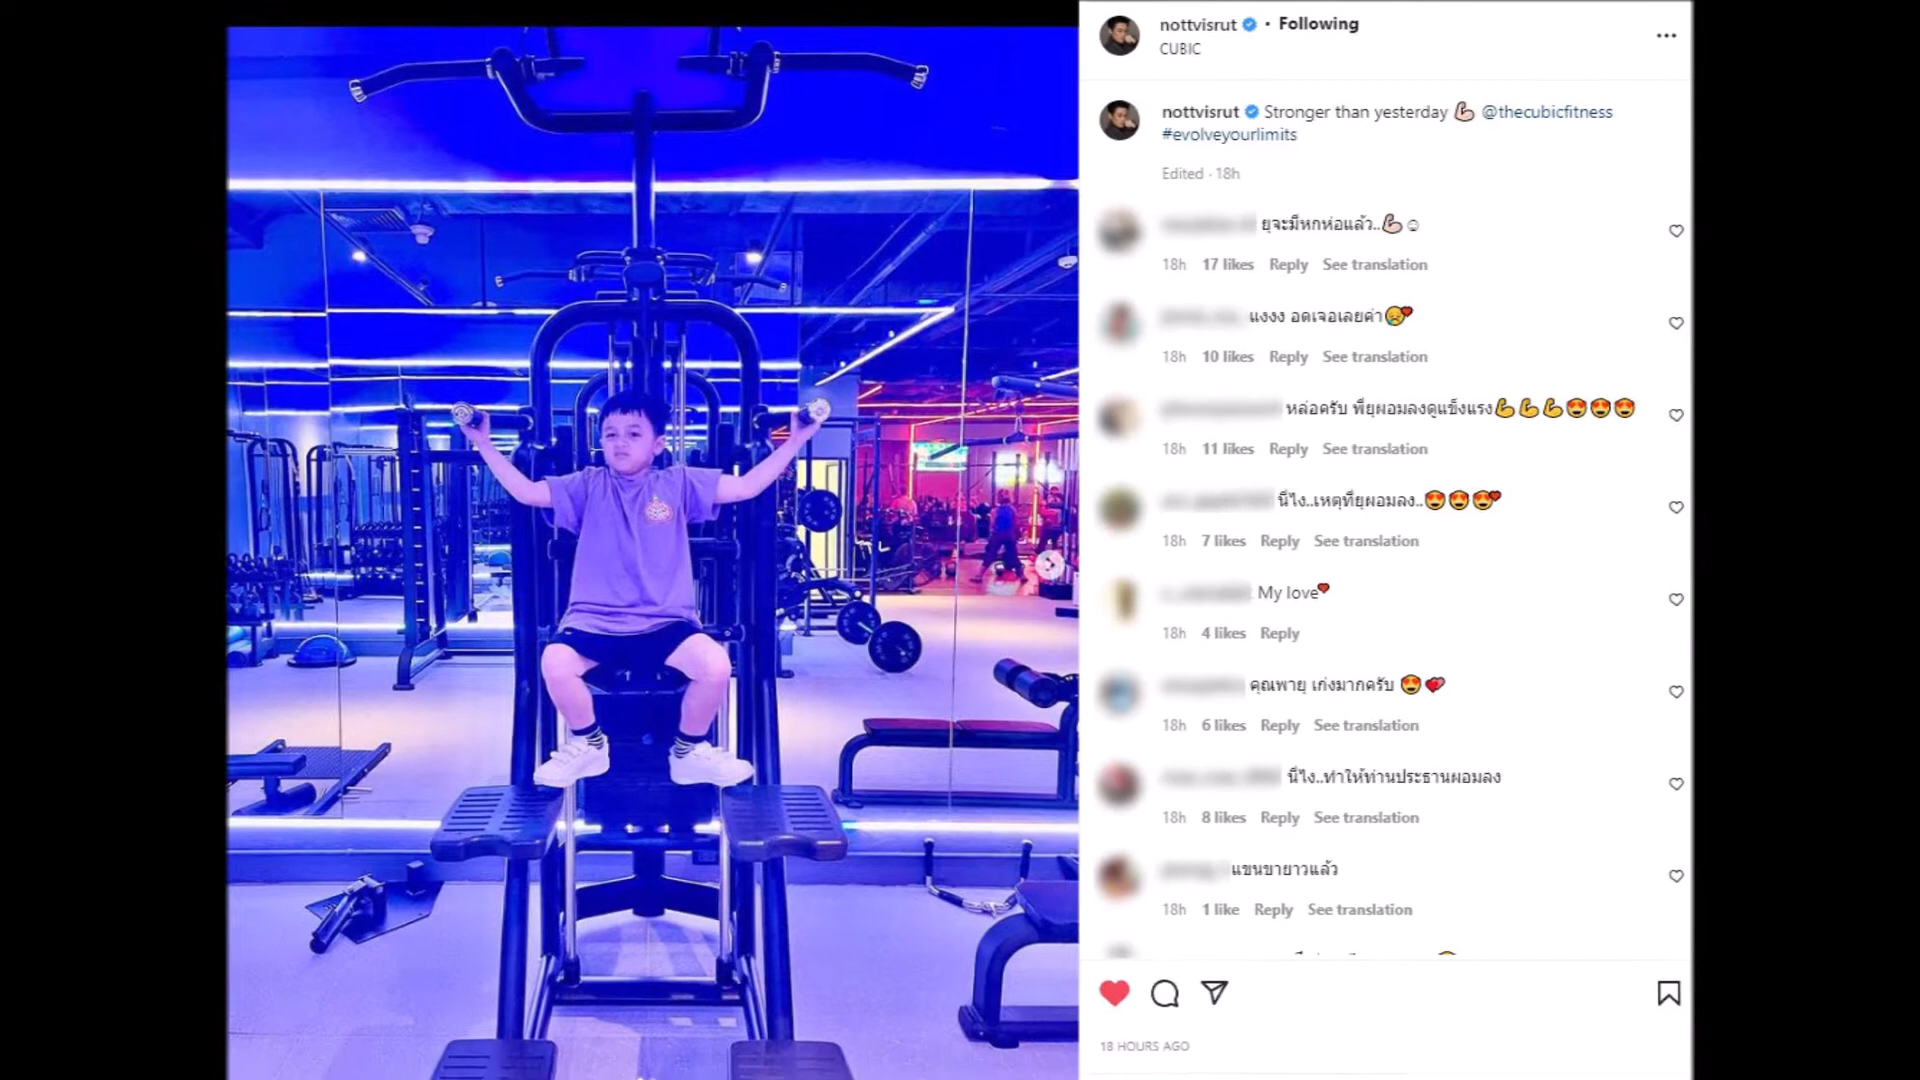 nottvisrut • Following
CUBIC
nottvisrut Stronger than yesterday 💪🏻 @thecubicfitness
#evolveyourlimits
Edited · 18h
ยุจะมีหกห่อแล้ว..💪🏻☺
18h 17 likes Reply See translation
แงงง อดเจอเลยค่า😢❤
18h 10 likes Reply See translation
หล่อครับ พี่ยุผอมลงดูแข็งแรง💪💪💪😍😍😍
18h 11 likes Reply See translation
นี่ไง..เหตุที่ยุผอมลง..😍😍😍❤
18h 7 likes Reply See translation
My love❤
18h 4 likes Reply
คุณพายุ เก่งมากครับ 😍💕
18h 6 likes Reply See translation
นี่ไง..ทำให้ท่านประธานผอมลง
18h 8 likes Reply See translation
แขนขายาวแล้ว
18h 1 like Reply See translation
18 HOURS AGO